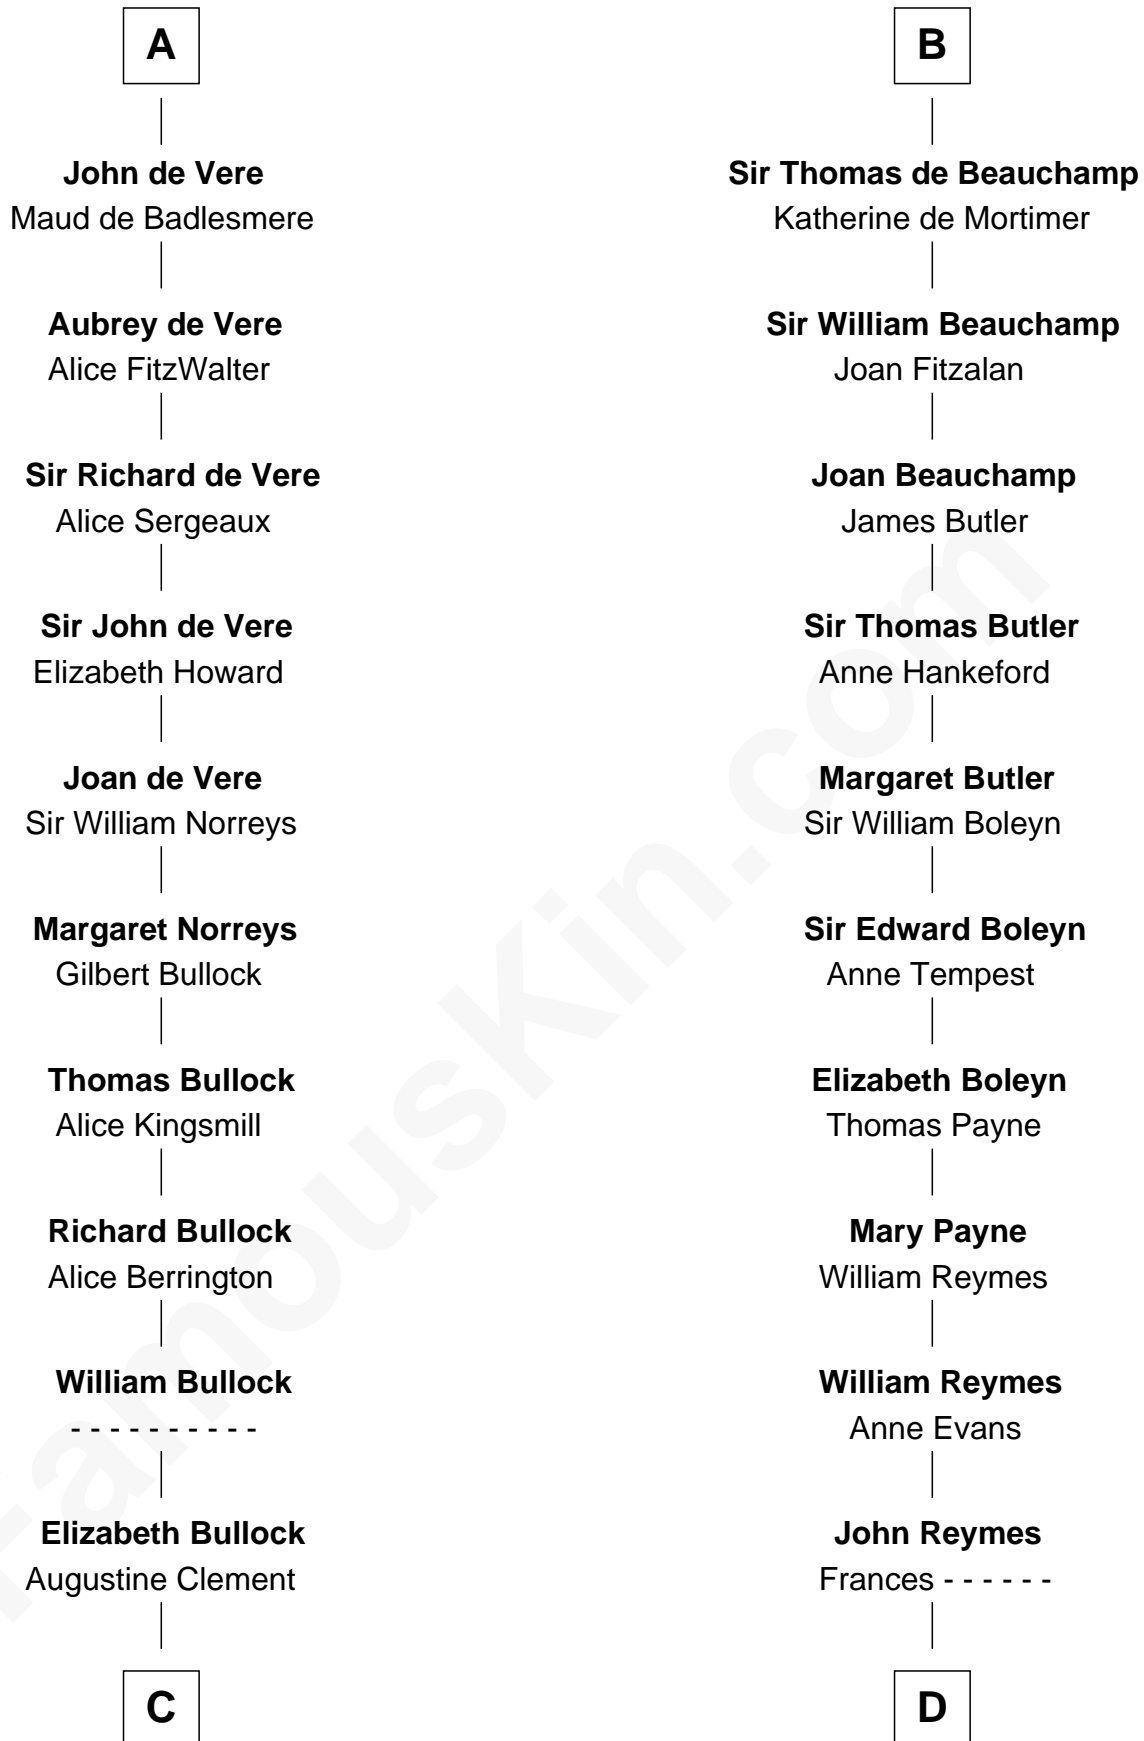 A
John de Vere
Maud de Badlesmere
Aubrey de Vere
Alice FitzWalter
Sir Richard de Vere
Alice Sergeaux
Sir John de Vere
Elizabeth Howard
Joan de Vere
Sir William Norreys
Margaret Norreys
Gilbert Bullock
Thomas Bullock
Alice Kingsmill
Richard Bullock
Alice Berrington
William Bullock
- - - - - - - - - -
Elizabeth Bullock
Augustine Clement
C
B
Sir Thomas de Beauchamp
Katherine de Mortimer
Sir William Beauchamp
Joan Fitzalan
Joan Beauchamp
James Butler
Sir Thomas Butler
Anne Hankeford
Margaret Butler
Sir William Boleyn
Sir Edward Boleyn
Anne Tempest
Elizabeth Boleyn
Thomas Payne
Mary Payne
William Reymes
William Reymes
Anne Evans
John Reymes
Frances - - - - - -
D
FamousKin.com